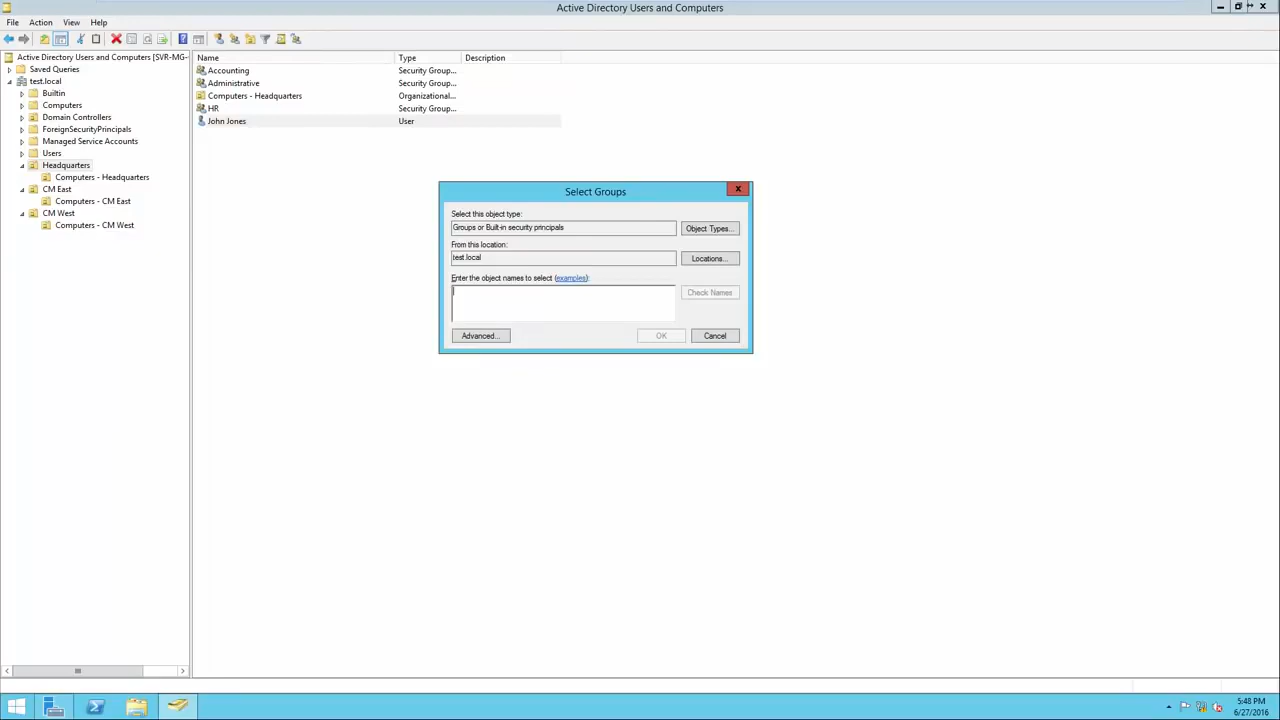 Active Directory Users and Computers
File Action View Help
Active Directory Users and Computers [SVR-MG-
Saved Queries
test.local
Builtin
Computers
Domain Controllers
ForeignSecurityPrincipals
Managed Service Accounts
Users
Headquarters
Computers - Headquarters
CM East
Computers - CM East
CM West
Computers - CM West
Name Type Description
Accounting Security Group...
Administrative Security Group...
Computers - Headquarters Organizational...
HR Security Group...
John Jones User
Select Groups
Select this object type:
Groups or Built-in security principals Object Types...
From this location:
test.local Locations...
Enter the object names to select (examples):
Check Names
Advanced... OK Cancel
5:48 PM
6/27/2016